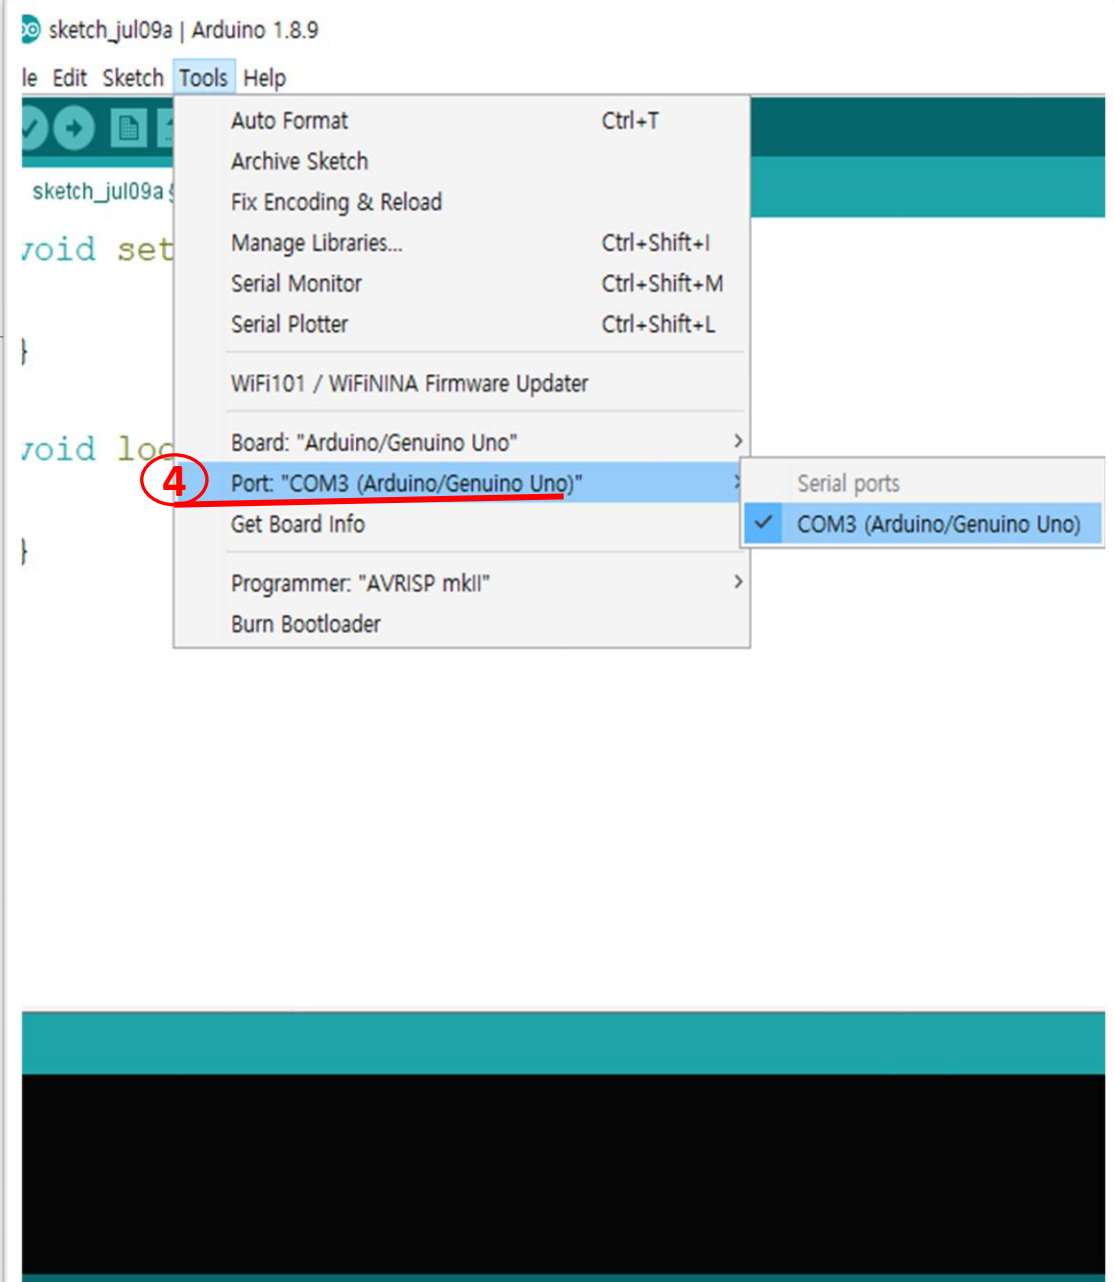 sketch_jul09a | Arduino 1.8.9
le Edit Sketch Tools Help
sketch_jul09a
Auto Format Ctrl+T
Archive Sketch
Fix Encoding & Reload
Manage Libraries... Ctrl+Shift+I
Serial Monitor Ctrl+Shift+M
Serial Plotter Ctrl+Shift+L
WiFi101 / WiFiNINA Firmware Updater
Board: "Arduino/Genuino Uno" >
④ Port: "COM3 (Arduino/Genuino Uno)" >
Get Board Info
Programmer: "AVRISP mkII" >
Burn Bootloader
Serial ports
✓ COM3 (Arduino/Genuino Uno)
void set
}
void loo
}